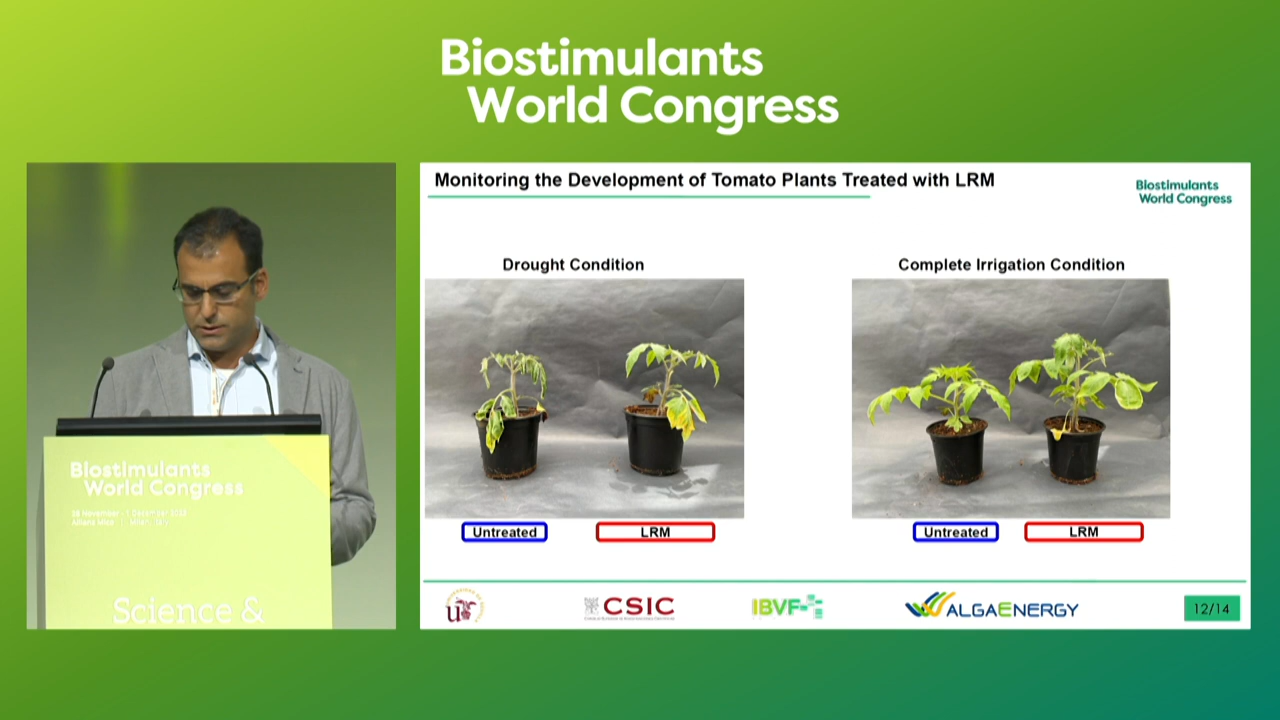 Biostimulants
World Congress
Monitoring the Development of Tomato Plants Treated with LRM
Biostimulants
World Congress
Drought Condition
Complete Irrigation Condition
Untreated
LRM
Untreated
LRM
CSIC
IBVF
ALGAENERGY
12/14
Biostimulants
World Congress
Science &